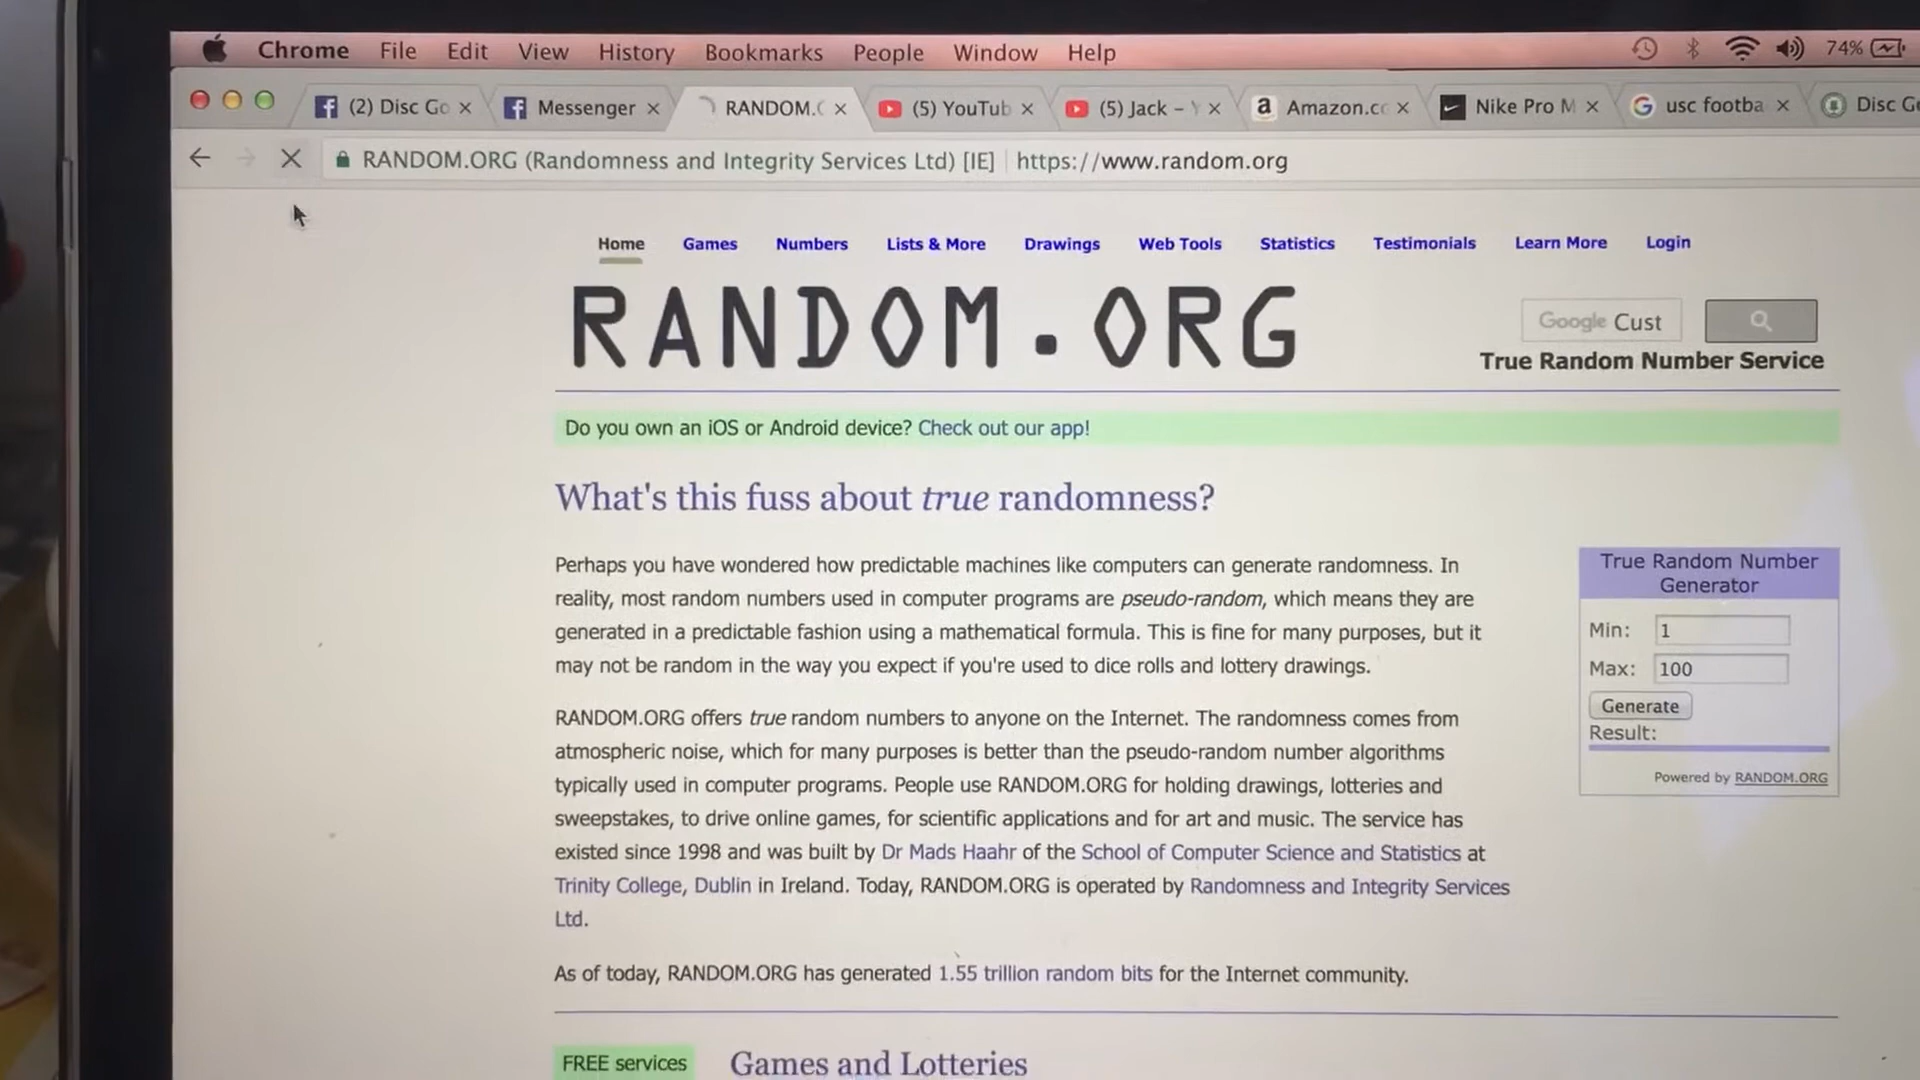 Chrome File Edit View History Bookmarks People Window Help 74%
(2) Disc Go Messenger RANDOM. (5) YouTub (5) Jack – Amazon.co Nike Pro M usc footba Disc G
RANDOM.ORG (Randomness and Integrity Services Ltd) [IE] https://www.random.org
Home Games Numbers Lists & More Drawings Web Tools Statistics Testimonials Learn More Login
RANDOM.ORG
Google Cust
True Random Number Service
Do you own an iOS or Android device? Check out our app!
What's this fuss about true randomness?
Perhaps you have wondered how predictable machines like computers can generate randomness. In
reality, most random numbers used in computer programs are pseudo-random, which means they are
generated in a predictable fashion using a mathematical formula. This is fine for many purposes, but it
may not be random in the way you expect if you're used to dice rolls and lottery drawings.
RANDOM.ORG offers true random numbers to anyone on the Internet. The randomness comes from
atmospheric noise, which for many purposes is better than the pseudo-random number algorithms
typically used in computer programs. People use RANDOM.ORG for holding drawings, lotteries and
sweepstakes, to drive online games, for scientific applications and for art and music. The service has
existed since 1998 and was built by Dr Mads Haahr of the School of Computer Science and Statistics at
Trinity College, Dublin in Ireland. Today, RANDOM.ORG is operated by Randomness and Integrity Services
Ltd.
As of today, RANDOM.ORG has generated 1.55 trillion random bits for the Internet community.
True Random Number
Generator
Min: 1
Max: 100
Generate
Result:
Powered by RANDOM.ORG
FREE services
Games and Lotteries